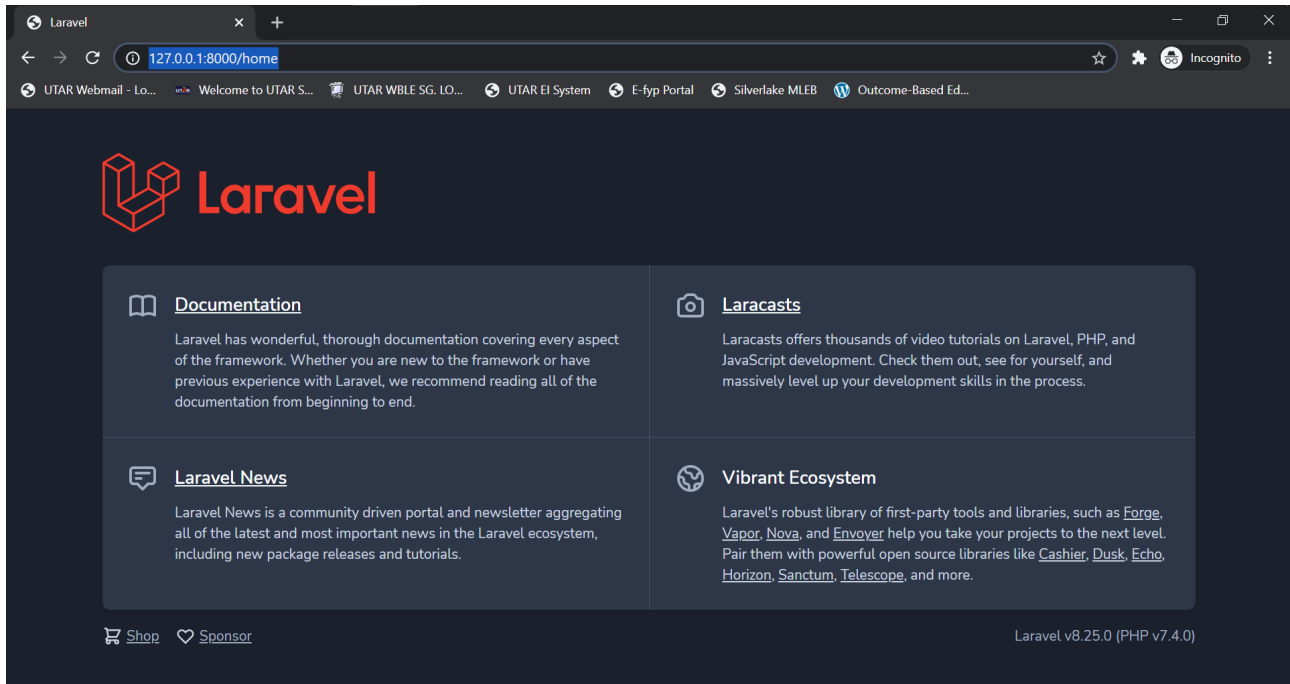 Laravel
127.0.0.1:8000/home
Incognito
UTAR Webmail - Lo...
Welcome to UTAR S...
UTAR WBLE SG. LO...
UTAR EI System
E-fyp Portal
Silverlake MLEB
Outcome-Based Ed...
Laravel
Documentation
Laravel has wonderful, thorough documentation covering every aspect
of the framework. Whether you are new to the framework or have
previous experience with Laravel, we recommend reading all of the
documentation from beginning to end.
Laracasts
Laracasts offers thousands of video tutorials on Laravel, PHP, and
JavaScript development. Check them out, see for yourself, and
massively level up your development skills in the process.
Laravel News
Laravel News is a community driven portal and newsletter aggregating
all of the latest and most important news in the Laravel ecosystem,
including new package releases and tutorials.
Vibrant Ecosystem
Laravel's robust library of first-party tools and libraries, such as Forge,
Vapor, Nova, and Envoyer help you take your projects to the next level.
Pair them with powerful open source libraries like Cashier, Dusk, Echo,
Horizon, Sanctum, Telescope, and more.
Shop
Sponsor
Laravel v8.25.0 (PHP v7.4.0)